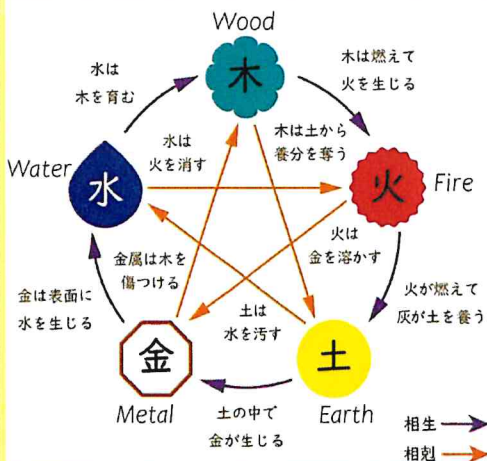 Wood
木
水は
木を育む
木は燃えて
火を生じる
水は
火を消す
木は土から
養分を奪う
Water
水
火
Fire
金属は木を
傷つける
火は
金を溶かす
金は表面に
水を生じる
土は
水を汚す
火が燃えて
灰が土を養う
金
土
Metal
土の中で
金が生じる
Earth
相生
相剋